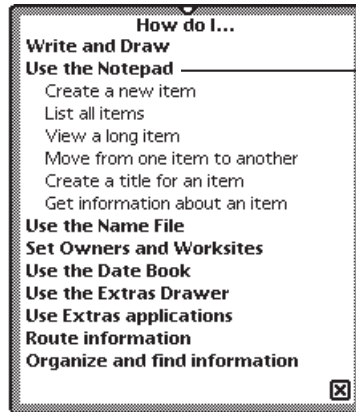 How do I...
Write and Draw
Use the Notepad
Create a new item
List all items
View a long item
Move from one item to another
Create a title for an item
Get information about an item
Use the Name File
Set Owners and Worksites
Use the Date Book
Use the Extras Drawer
Use Extras applications
Route information
Organize and find information